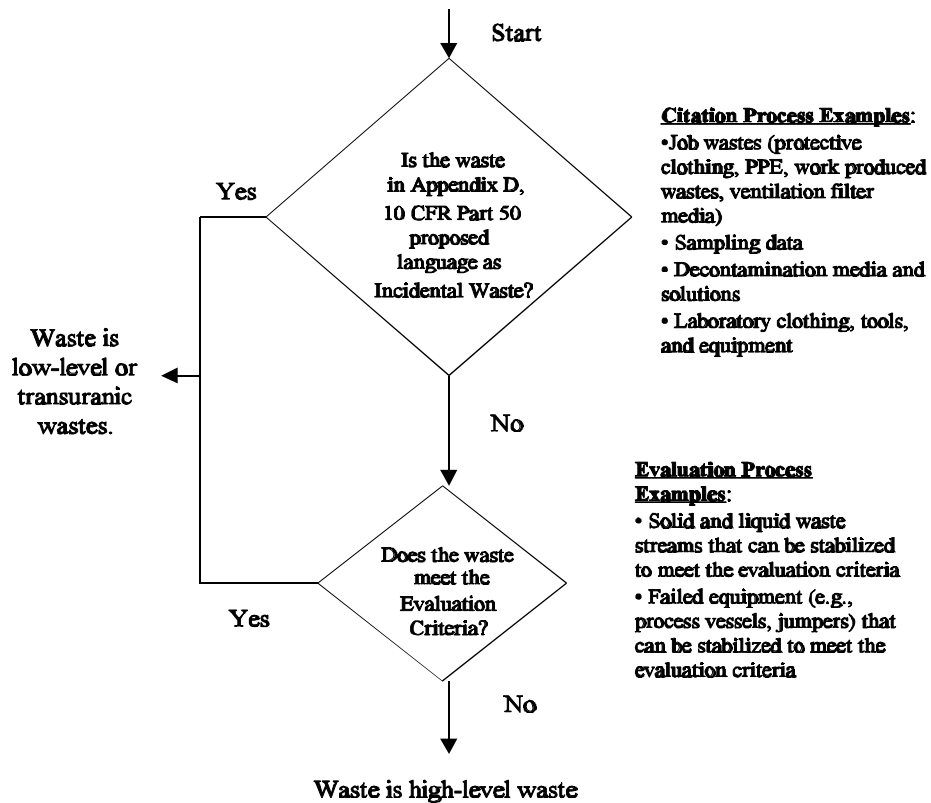 Start
Is the waste
in Appendix D,
10 CFR Part 50
proposed
language as
Incidental Waste?
Yes
Citation Process Examples:
•Job wastes (protective
clothing, PPE, work produced
wastes, ventilation filter
media)
• Sampling data
• Decontamination media and
solutions
• Laboratory clothing, tools,
and equipment
Waste is
low-level or
transuranic
wastes.
No
Does the waste
meet the
Evaluation
Criteria?
Yes
Evaluation Process
Examples:
• Solid and liquid waste
streams that can be stabilized
to meet the evaluation criteria
• Failed equipment (e.g.,
process vessels, jumpers) that
can be stabilized to meet the
evaluation criteria
No
Waste is high-level waste